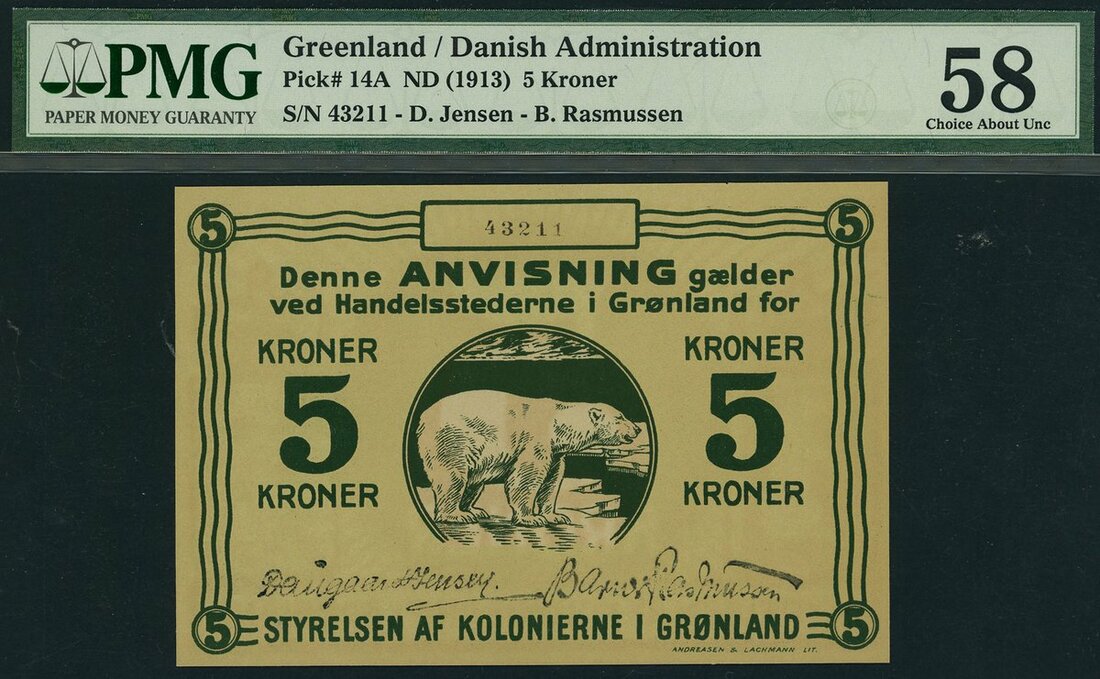 PMG
PAPER MONEY GUARANTY
Greenland / Danish Administration
Pick# 14A ND (1913) 5 Kroner
S/N 43211 - D. Jensen - B. Rasmussen
58
Choice About Unc
5
43211
5
Denne ANVISNING gælder
ved Handelsstederne i Grønland for
KRONER
5
KRONER
KRONER
5
KRONER
Daugaard Jensen.
Barner Rasmussen
5
STYRELSEN AF KOLONIERNE I GRØNLAND
5
ANDREASEN & LACHMANN LIT.